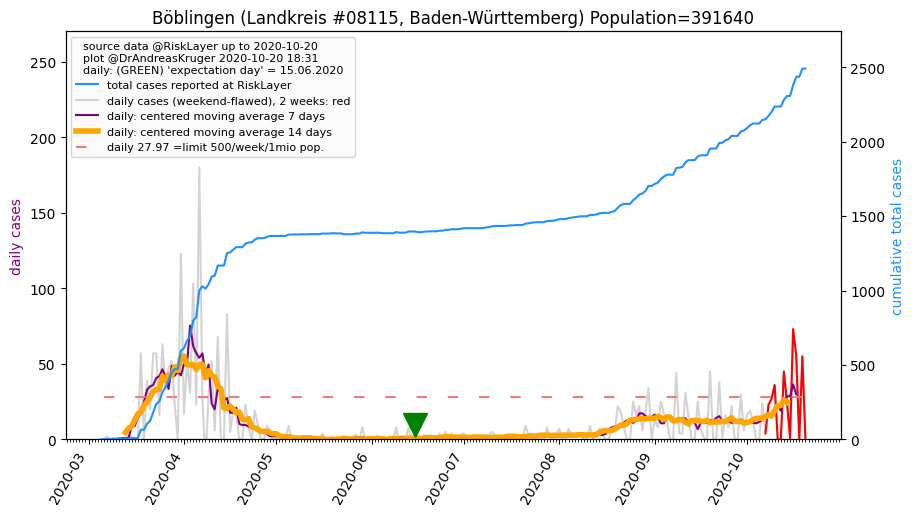 Böblingen (Landkreis #08115, Baden-Württemberg) Population=391640
source data @RiskLayer up to 2020-10-20
plot @DrAndreasKruger 2020-10-20 18:31
daily: (GREEN) 'expectation day' = 15.06.2020
total cases reported at RiskLayer
daily cases (weekend-flawed), 2 weeks: red
daily: centered moving average 7 days
daily: centered moving average 14 days
daily 27.97 =limit 500/week/1mio pop.
daily cases
250
200
150
100
50
0
cumulative total cases
2500
2000
1500
1000
500
0
2020-03
2020-04
2020-05
2020-06
2020-07
2020-08
2020-09
2020-10